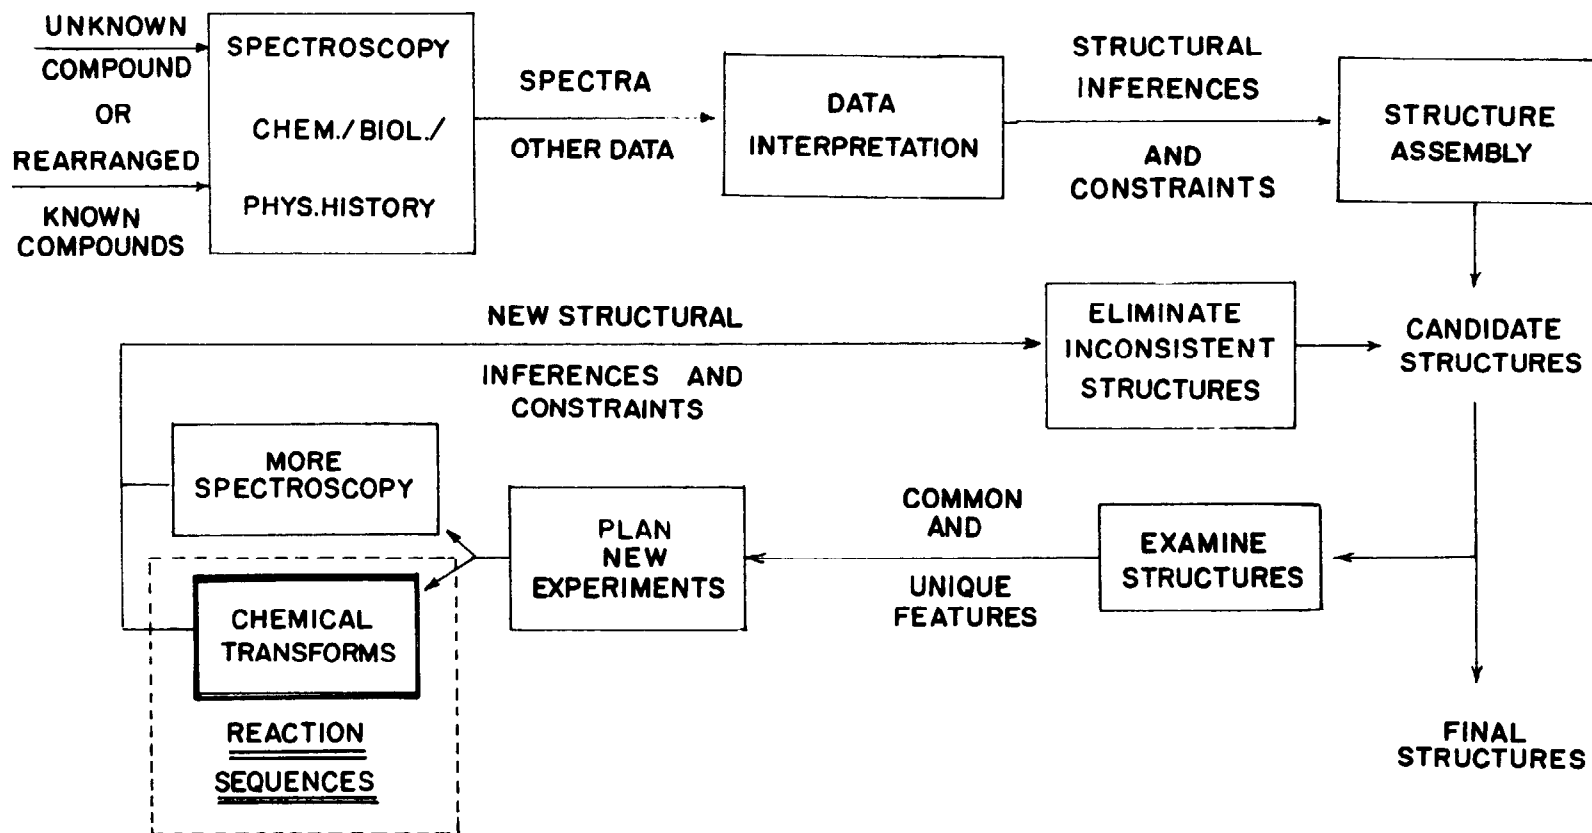 UNKNOWN
COMPOUND
OR
REARRANGED
KNOWN
COMPOUNDS
SPECTROSCOPY
CHEM./BIOL./
PHYS.HISTORY
SPECTRA
OTHER DATA
DATA
INTERPRETATION
STRUCTURAL
INFERENCES
AND
CONSTRAINTS
STRUCTURE
ASSEMBLY
NEW STRUCTURAL
INFERENCES AND
CONSTRAINTS
ELIMINATE
INCONSISTENT
STRUCTURES
CANDIDATE
STRUCTURES
MORE
SPECTROSCOPY
CHEMICAL
TRANSFORMS
REACTION
SEQUENCES
PLAN
NEW
EXPERIMENTS
COMMON
AND
UNIQUE
FEATURES
EXAMINE
STRUCTURES
FINAL
STRUCTURES